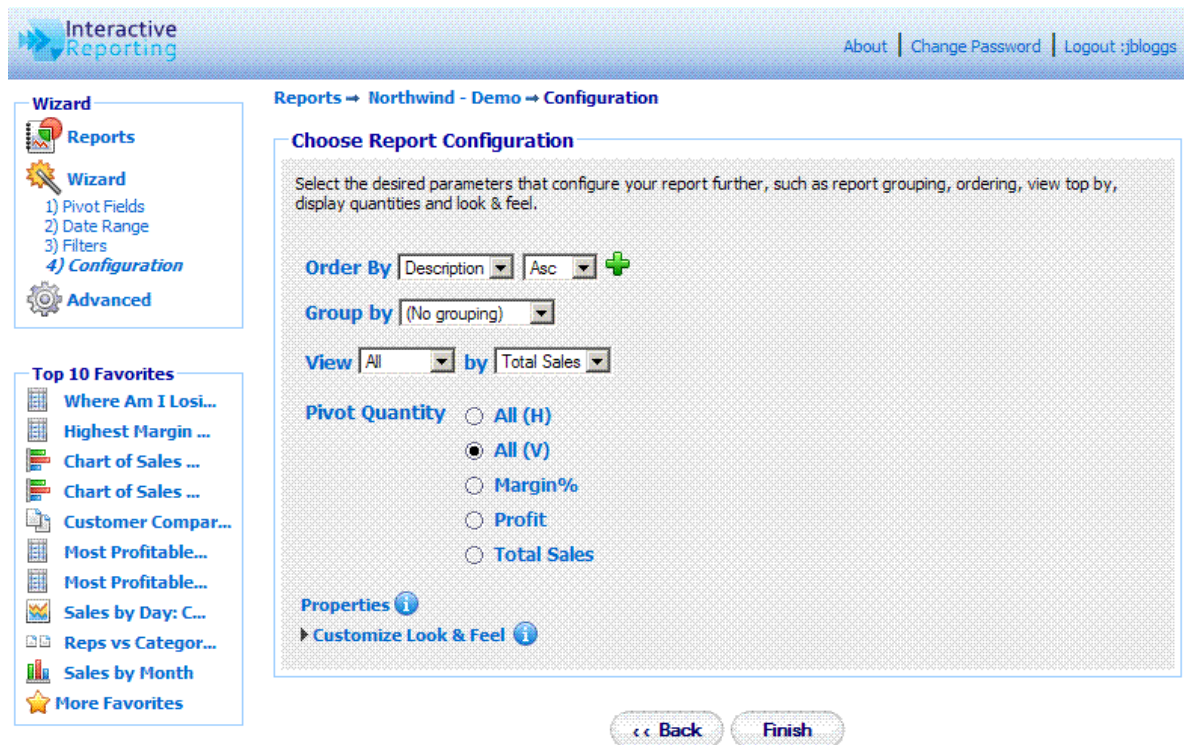 Interactive
Reporting
About | Change Password | Logout :jbloggs
Wizard
Reports
Wizard
1) Pivot Fields
2) Date Range
3) Filters
4) Configuration
Advanced
Top 10 Favorites
Where Am I Losi...
Highest Margin ...
Chart of Sales ...
Chart of Sales ...
Customer Compar...
Most Profitable...
Most Profitable...
Sales by Day: C...
Reps vs Categor...
Sales by Month
More Favorites
Reports → Northwind - Demo → Configuration
Choose Report Configuration
Select the desired parameters that configure your report further, such as report grouping, ordering, view top by,
display quantities and look & feel.
Order By Description Asc
Group by (No grouping)
View All by Total Sales
Pivot Quantity All (H)
All (V)
Margin%
Profit
Total Sales
Properties
Customize Look & Feel
‹‹ Back Finish